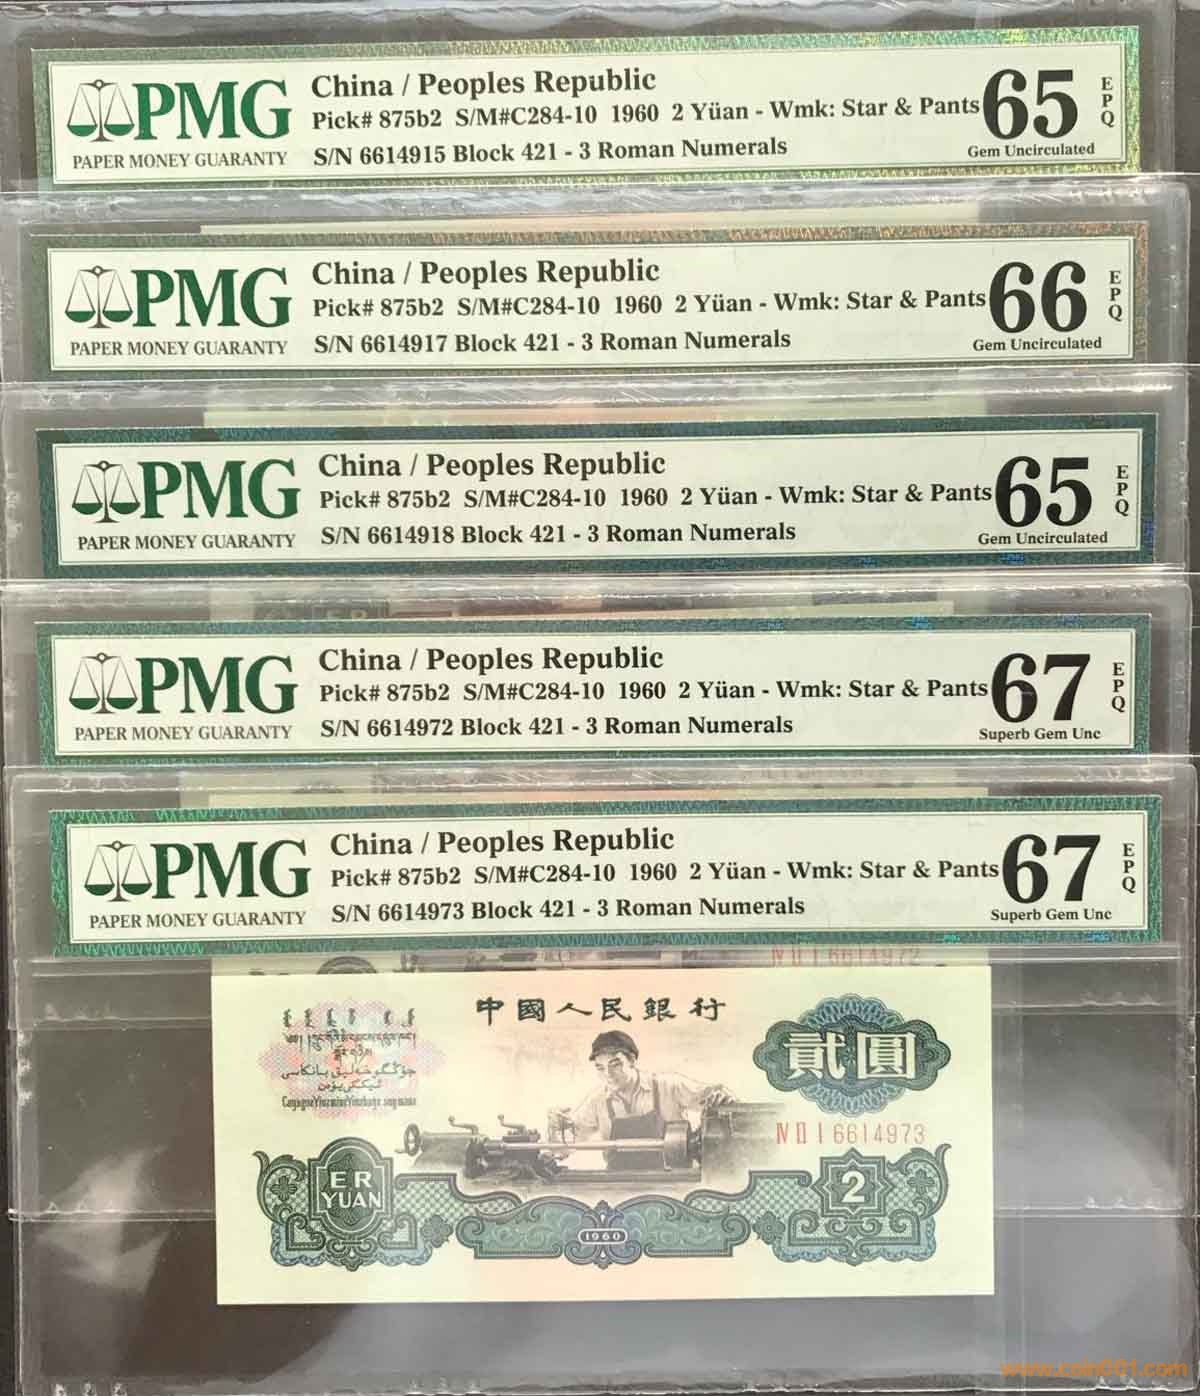 PMG
PAPER MONEY GUARANTY
China / Peoples Republic
Pick# 875b2 S/M#C284-10 1960 2 Yüan - Wmk: Star & Pants
S/N 6614915 Block 421 - 3 Roman Numerals
65
EPQ
Gem Uncirculated
PMG
PAPER MONEY GUARANTY
China / Peoples Republic
Pick# 875b2 S/M#C284-10 1960 2 Yüan - Wmk: Star & Pants
S/N 6614917 Block 421 - 3 Roman Numerals
66
EPQ
Gem Uncirculated
PMG
PAPER MONEY GUARANTY
China / Peoples Republic
Pick# 875b2 S/M#C284-10 1960 2 Yüan - Wmk: Star & Pants
S/N 6614918 Block 421 - 3 Roman Numerals
65
EPQ
Gem Uncirculated
PMG
PAPER MONEY GUARANTY
China / Peoples Republic
Pick# 875b2 S/M#C284-10 1960 2 Yüan - Wmk: Star & Pants
S/N 6614972 Block 421 - 3 Roman Numerals
67
EPQ
Superb Gem Unc
PMG
PAPER MONEY GUARANTY
China / Peoples Republic
Pick# 875b2 S/M#C284-10 1960 2 Yüan - Wmk: Star & Pants
S/N 6614973 Block 421 - 3 Roman Numerals
67
EPQ
Superb Gem Unc
Ⅳ Ⅱ Ⅰ 6614972
中國人民銀行
貳圓
Ⅳ Ⅱ Ⅰ 6614973
ER
YUAN
2
1960
www.coin001.com